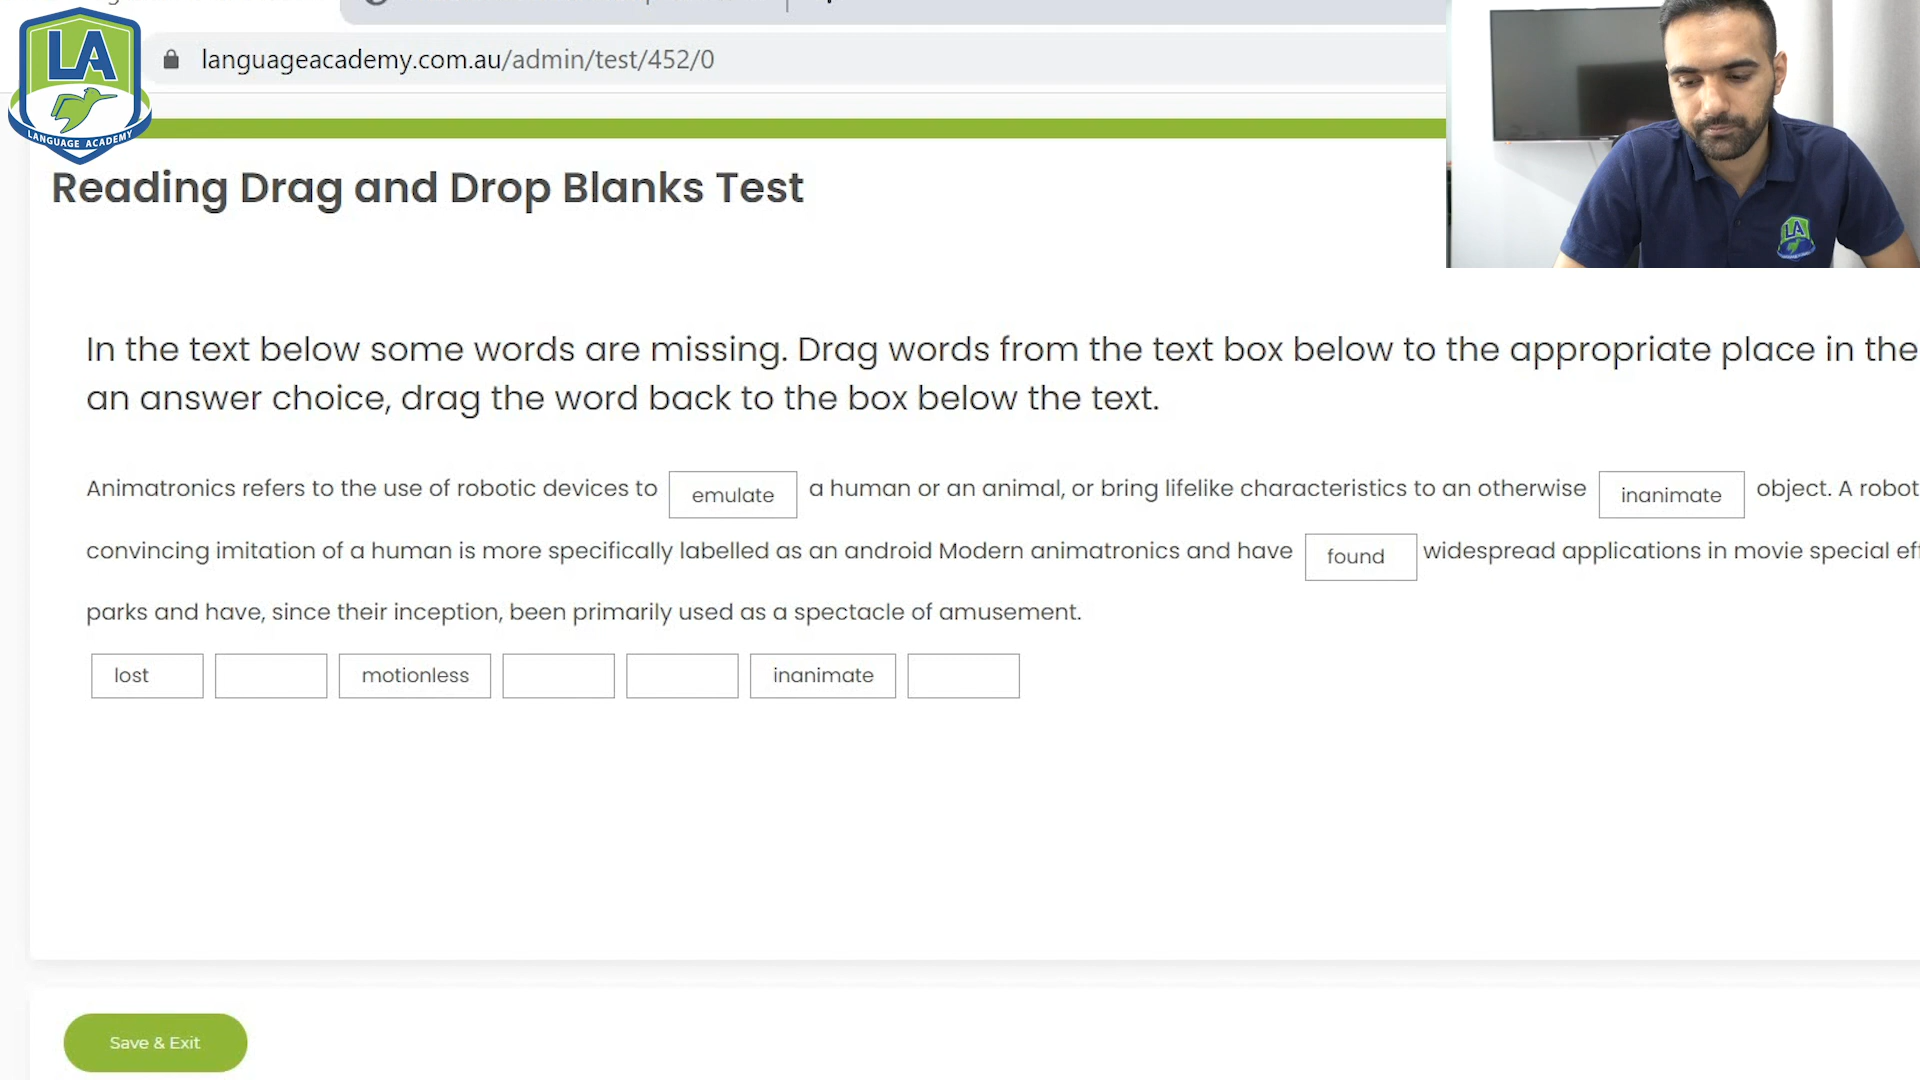 LA
LANGUAGE ACADEMY
languageacademy.com.au/admin/test/452/0
LA
Reading Drag and Drop Blanks Test
In the text below some words are missing. Drag words from the text box below to the appropriate place in the
an answer choice, drag the word back to the box below the text.
Animatronics refers to the use of robotic devices to emulate a human or an animal, or bring lifelike characteristics to an otherwise inanimate object. A robot
convincing imitation of a human is more specifically labelled as an android Modern animatronics and have found widespread applications in movie special eff
parks and have, since their inception, been primarily used as a spectacle of amusement.
lost motionless inanimate
Save & Exit